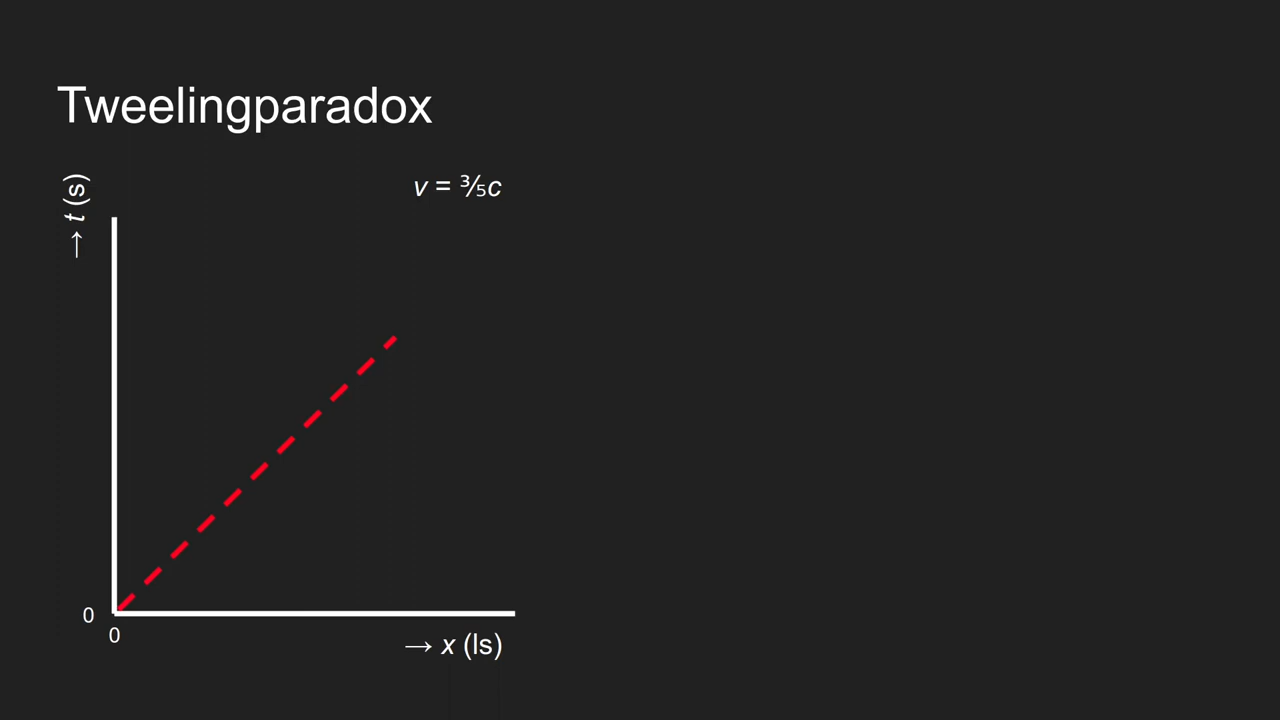 Tweelingparadox
→ t (s)
v = ⅗c
0
0
→ x (ls)